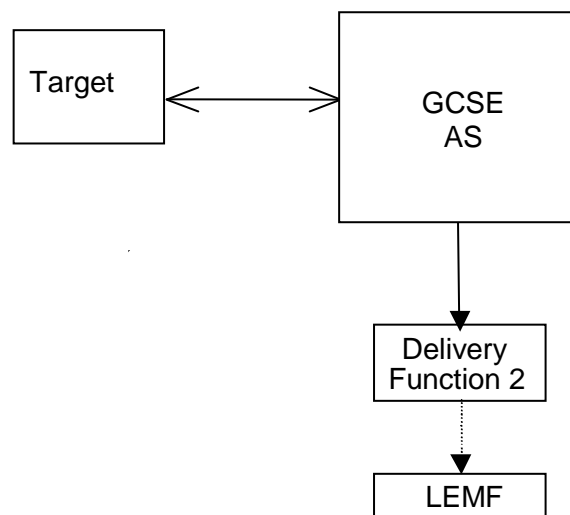 Target
GCSE
AS
Delivery
Function 2
LEMF